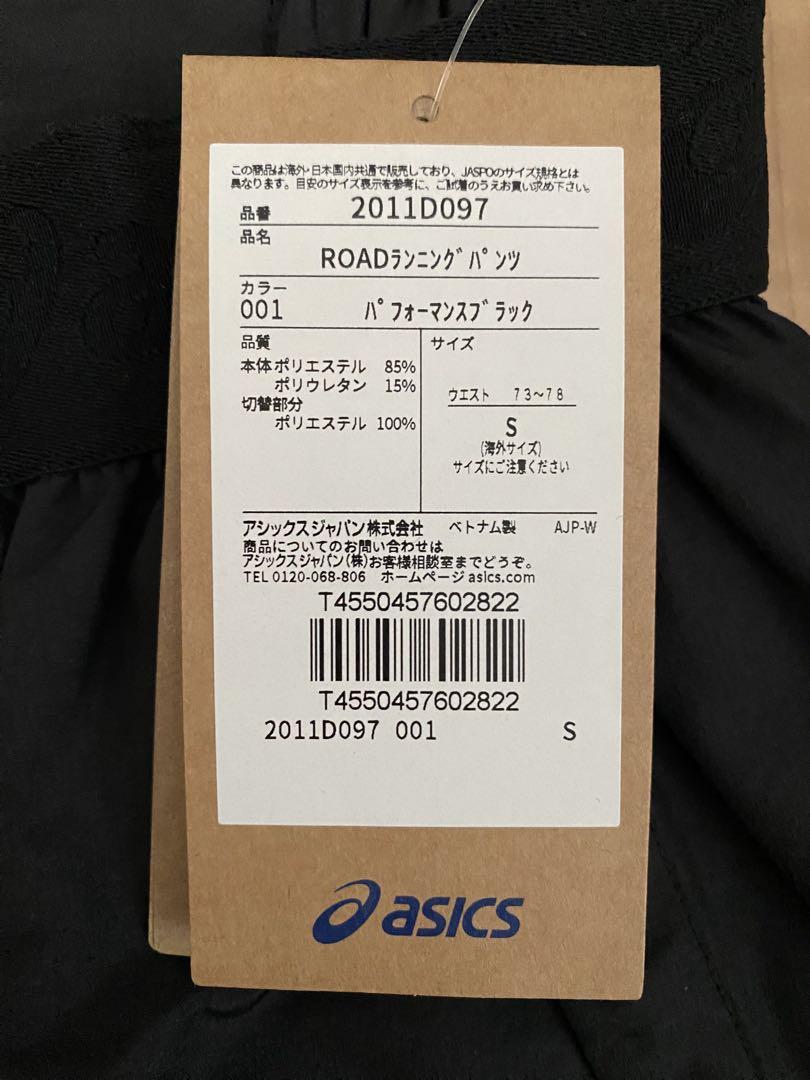 この商品は海外・日本国内共通で販売しており、JASPOのサイズ規格とは
異なります。目安のサイズ表示を参考に、ご試着のうえお買い求め下さい。
品番 2011D097
品名
ROADﾗﾝﾆﾝｸﾞﾊﾟﾝﾂ
カラー
001 ﾊﾟﾌｫｰﾏﾝｽﾌﾞﾗｯｸ
品質
本体ポリエステル 85%
ポリウレタン 15%
切替部分
ポリエステル 100%
サイズ
ｳｴｽﾄ 73〜78
S
(海外サイズ)
サイズにご注意ください
アシックスジャパン株式会社 ベトナム製 AJP-W
商品についてのお問い合わせは
アシックスジャパン(株)お客様相談室までどうぞ。
TEL 0120-068-806 ホームページ asics.com
T4550457602822
T4550457602822
2011D097 001 S
asics